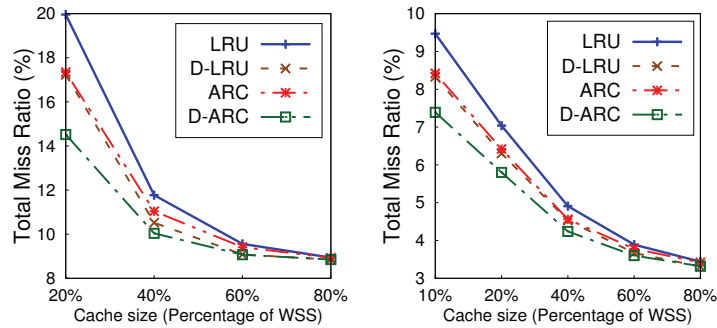 Total Miss Ratio (%)
20
18
16
14
12
10
8
20%
40%
60%
80%
Cache size (Percentage of WSS)
LRU
D-LRU
ARC
D-ARC
Total Miss Ratio (%)
10
9
8
7
6
5
4
3
10%
20%
40%
60%
80%
Cache size (Percentage of WSS)
LRU
D-LRU
ARC
D-ARC